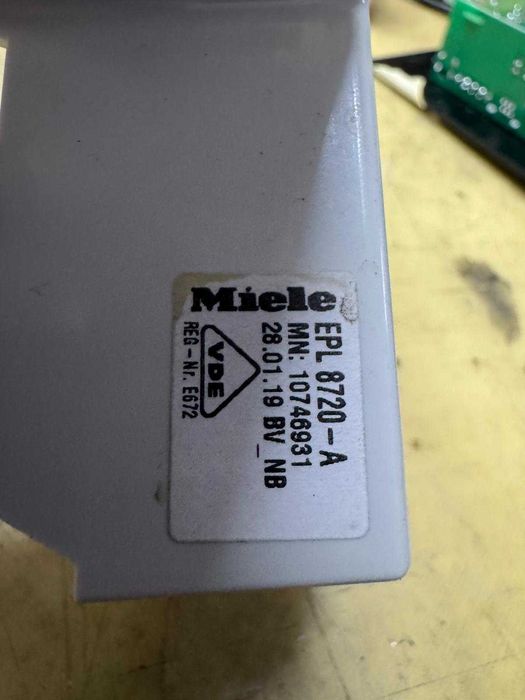 Miele
EPL 8720-A
MN: 10746931
28.01.19 BV_NB
VDE
REG-Nr. E672